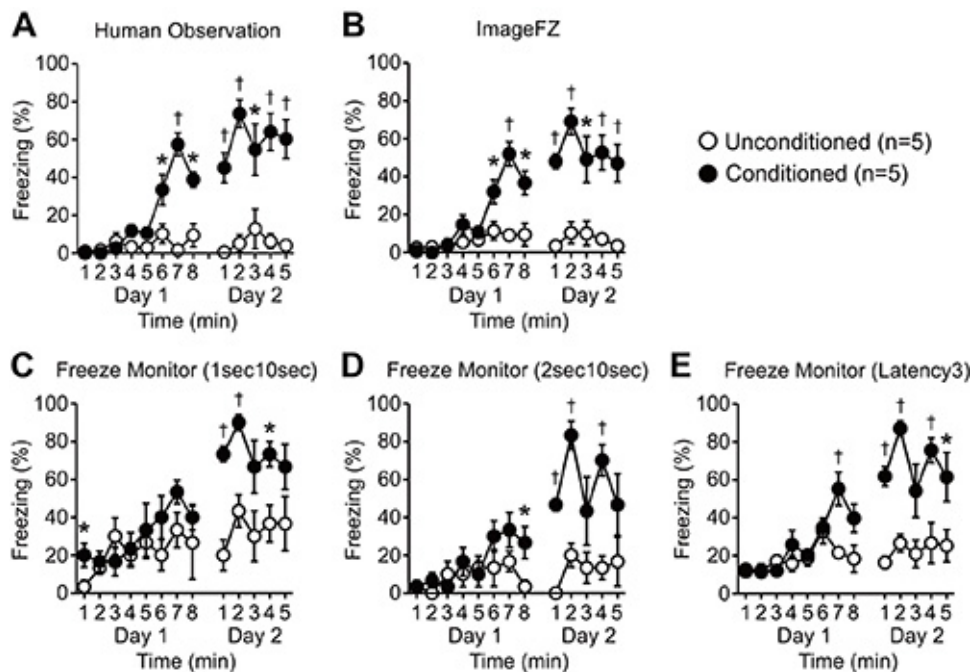 A Human Observation
Freezing (%)
100
80
60
40
20
0
† * † * † † * † †
1 2 3 4 5 6 7 8 1 2 3 4 5
Day 1 Day 2
Time (min)
B ImageFZ
Freezing (%)
100
80
60
40
20
0
* † * † † * † †
1 2 3 4 5 6 7 8 1 2 3 4 5
Day 1 Day 2
Time (min)
Unconditioned (n=5)
Conditioned (n=5)
C Freeze Monitor (1sec10sec)
Freezing (%)
100
80
60
40
20
0
* † † *
1 2 3 4 5 6 7 8 1 2 3 4 5
Day 1 Day 2
Time (min)
D Freeze Monitor (2sec10sec)
Freezing (%)
100
80
60
40
20
0
* † † †
1 2 3 4 5 6 7 8 1 2 3 4 5
Day 1 Day 2
Time (min)
E Freeze Monitor (Latency3)
Freezing (%)
100
80
60
40
20
0
† † † † *
1 2 3 4 5 6 7 8 1 2 3 4 5
Day 1 Day 2
Time (min)